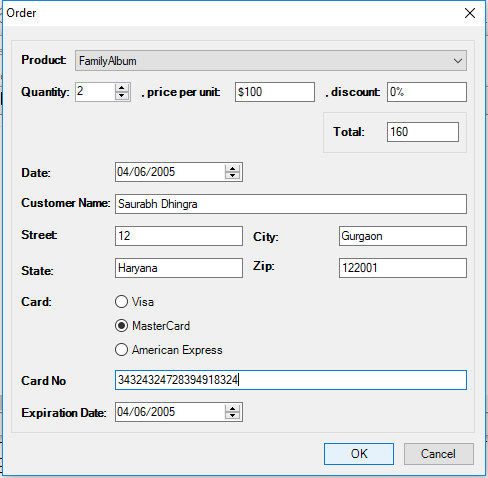 Order
Product: FamilyAlbum
Quantity: 2 , price per unit: $100 , discount: 0%
Total: 160
Date: 04/06/2005
Customer Name: Saurabh Dhingra
Street: 12 City: Gurgaon
State: Haryana Zip: 122001
Card: Visa
MasterCard
American Express
Card No 34324324728394918324
Expiration Date: 04/06/2005
OK Cancel